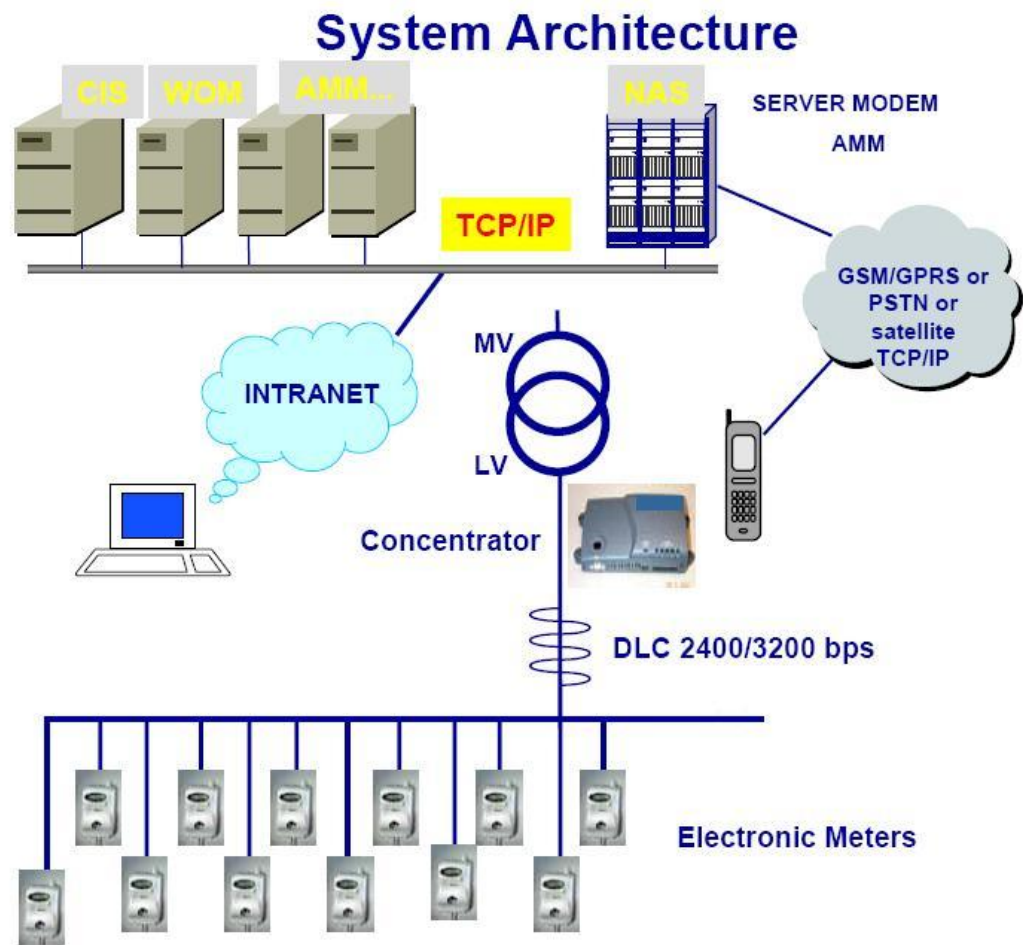 System Architecture
CIS
WOM
AMM...
NAS
SERVER MODEM
AMM
TCP/IP
GSM/GPRS or
PSTN or
satellite
TCP/IP
INTRANET
MV
LV
Concentrator
DLC 2400/3200 bps
Electronic Meters